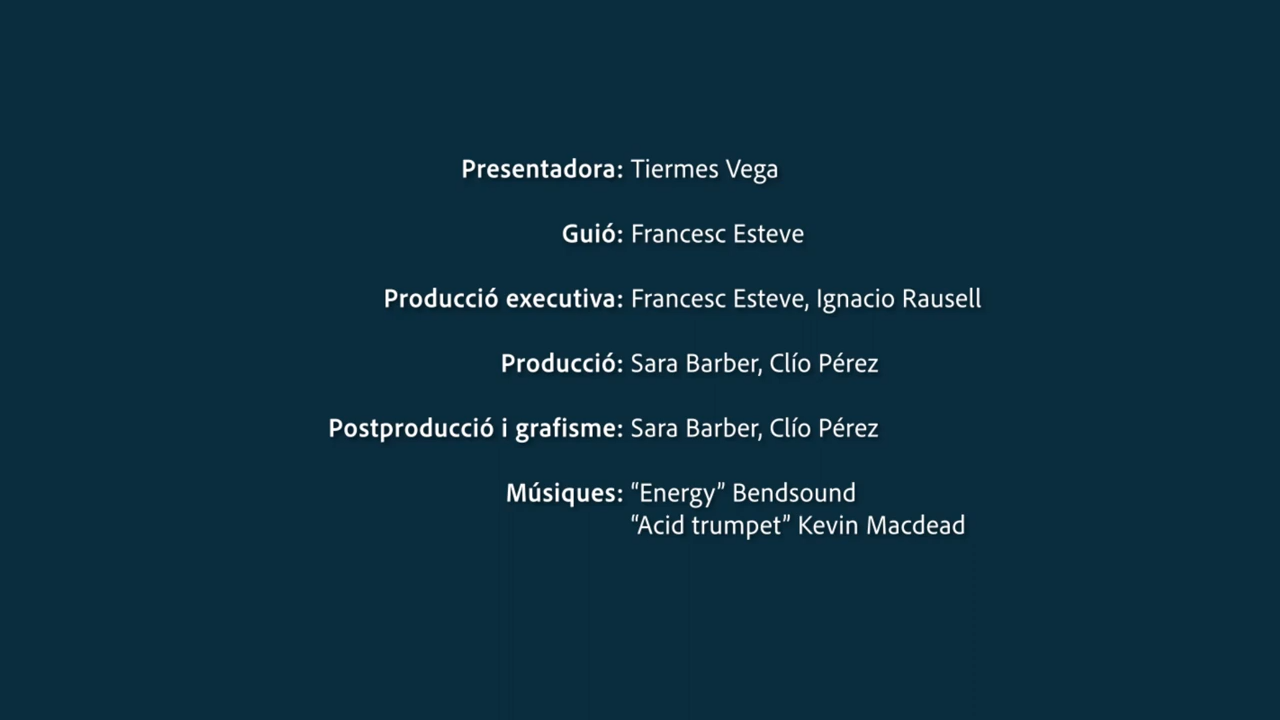 Presentadora: Tiermes Vega
Guió: Francesc Esteve
Producció executiva: Francesc Esteve, Ignacio Rausell
Producció: Sara Barber, Clío Pérez
Postproducció i grafisme: Sara Barber, Clío Pérez
Músiques: “Energy” Bendsound
“Acid trumpet” Kevin Macdead